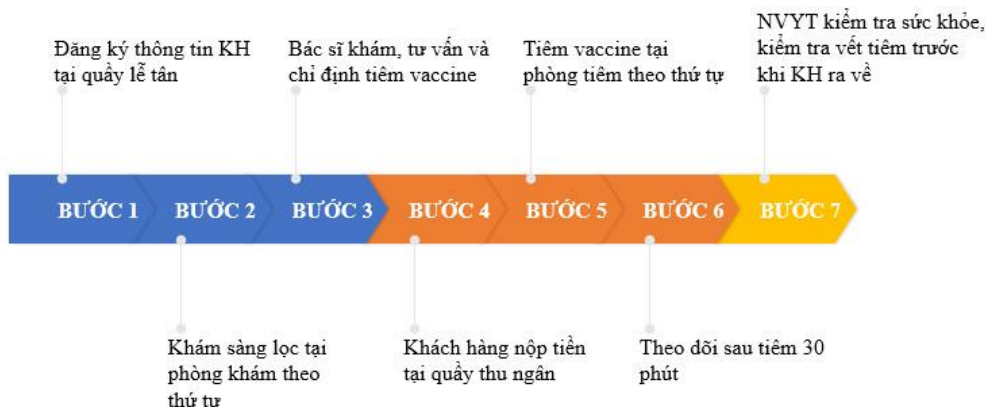 Đăng ký thông tin KH
tại quầy lễ tân
Bác sĩ khám, tư vấn và
chỉ định tiêm vaccine
Tiêm vaccine tại
phòng tiêm theo thứ tự
NVYT kiểm tra sức khỏe,
kiểm tra vết tiêm trước
khi KH ra về
BƯỚC 1
BƯỚC 2
BƯỚC 3
BƯỚC 4
BƯỚC 5
BƯỚC 6
BƯỚC 7
Khám sàng lọc tại
phòng khám theo
thứ tự
Khách hàng nộp tiền
tại quầy thu ngân
Theo dõi sau tiêm 30
phút